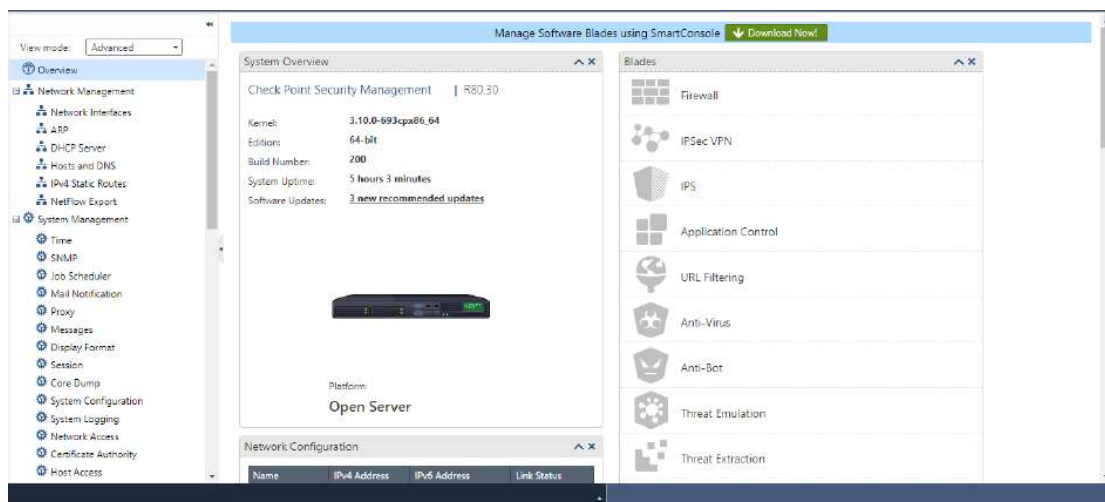 Manage Software Blades using SmartConsole Download Now!
View mode: Advanced
Overview
Network Management
Network Interfaces
ARP
DHCP Server
Hosts and DNS
IPv4 Static Routes
NetFlow Export
System Management
Time
SNMP
Job Scheduler
Mail Notification
Proxy
Messages
Display Format
Session
Core Dump
System Configuration
System Logging
Network Access
Certificate Authority
Host Access
System Overview
Check Point Security Management | R80.30
Kernel: 3.10.0-693cpx86_64
Edition: 64-bit
Build Number: 200
System Uptime: 5 hours 3 minutes
Software Updates: 3 new recommended updates
Platform:
Open Server
Network Configuration
Name IPv4 Address IPv6 Address Link Status
Blades
Firewall
IPSec VPN
IPS
Application Control
URL Filtering
Anti-Virus
Anti-Bot
Threat Emulation
Threat Extraction